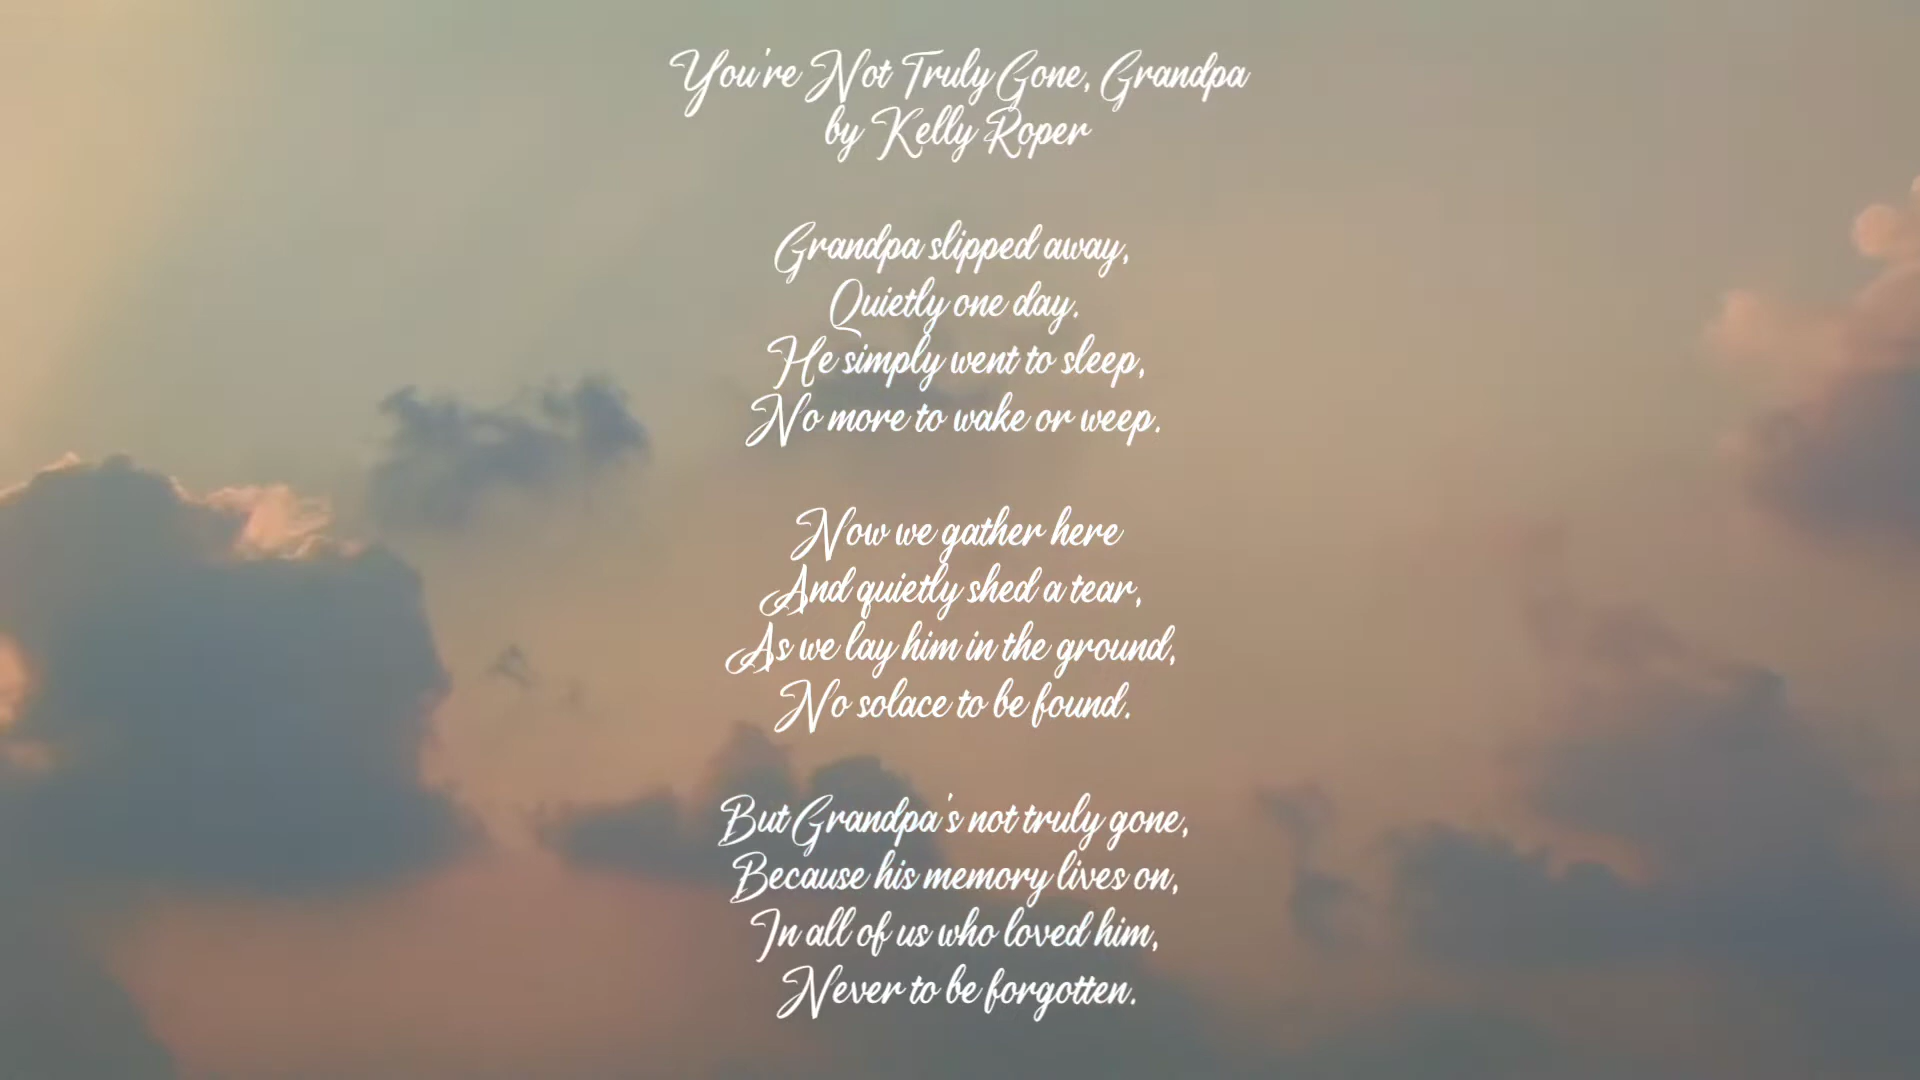 You're Not Truly Gone, Grandpa
by Kelly Roper
Grandpa slipped away,
Quietly one day.
He simply went to sleep,
No more to wake or weep.
Now we gather here
And quietly shed a tear,
As we lay him in the ground,
No solace to be found.
But Grandpa's not truly gone,
Because his memory lives on,
In all of us who loved him,
Never to be forgotten.